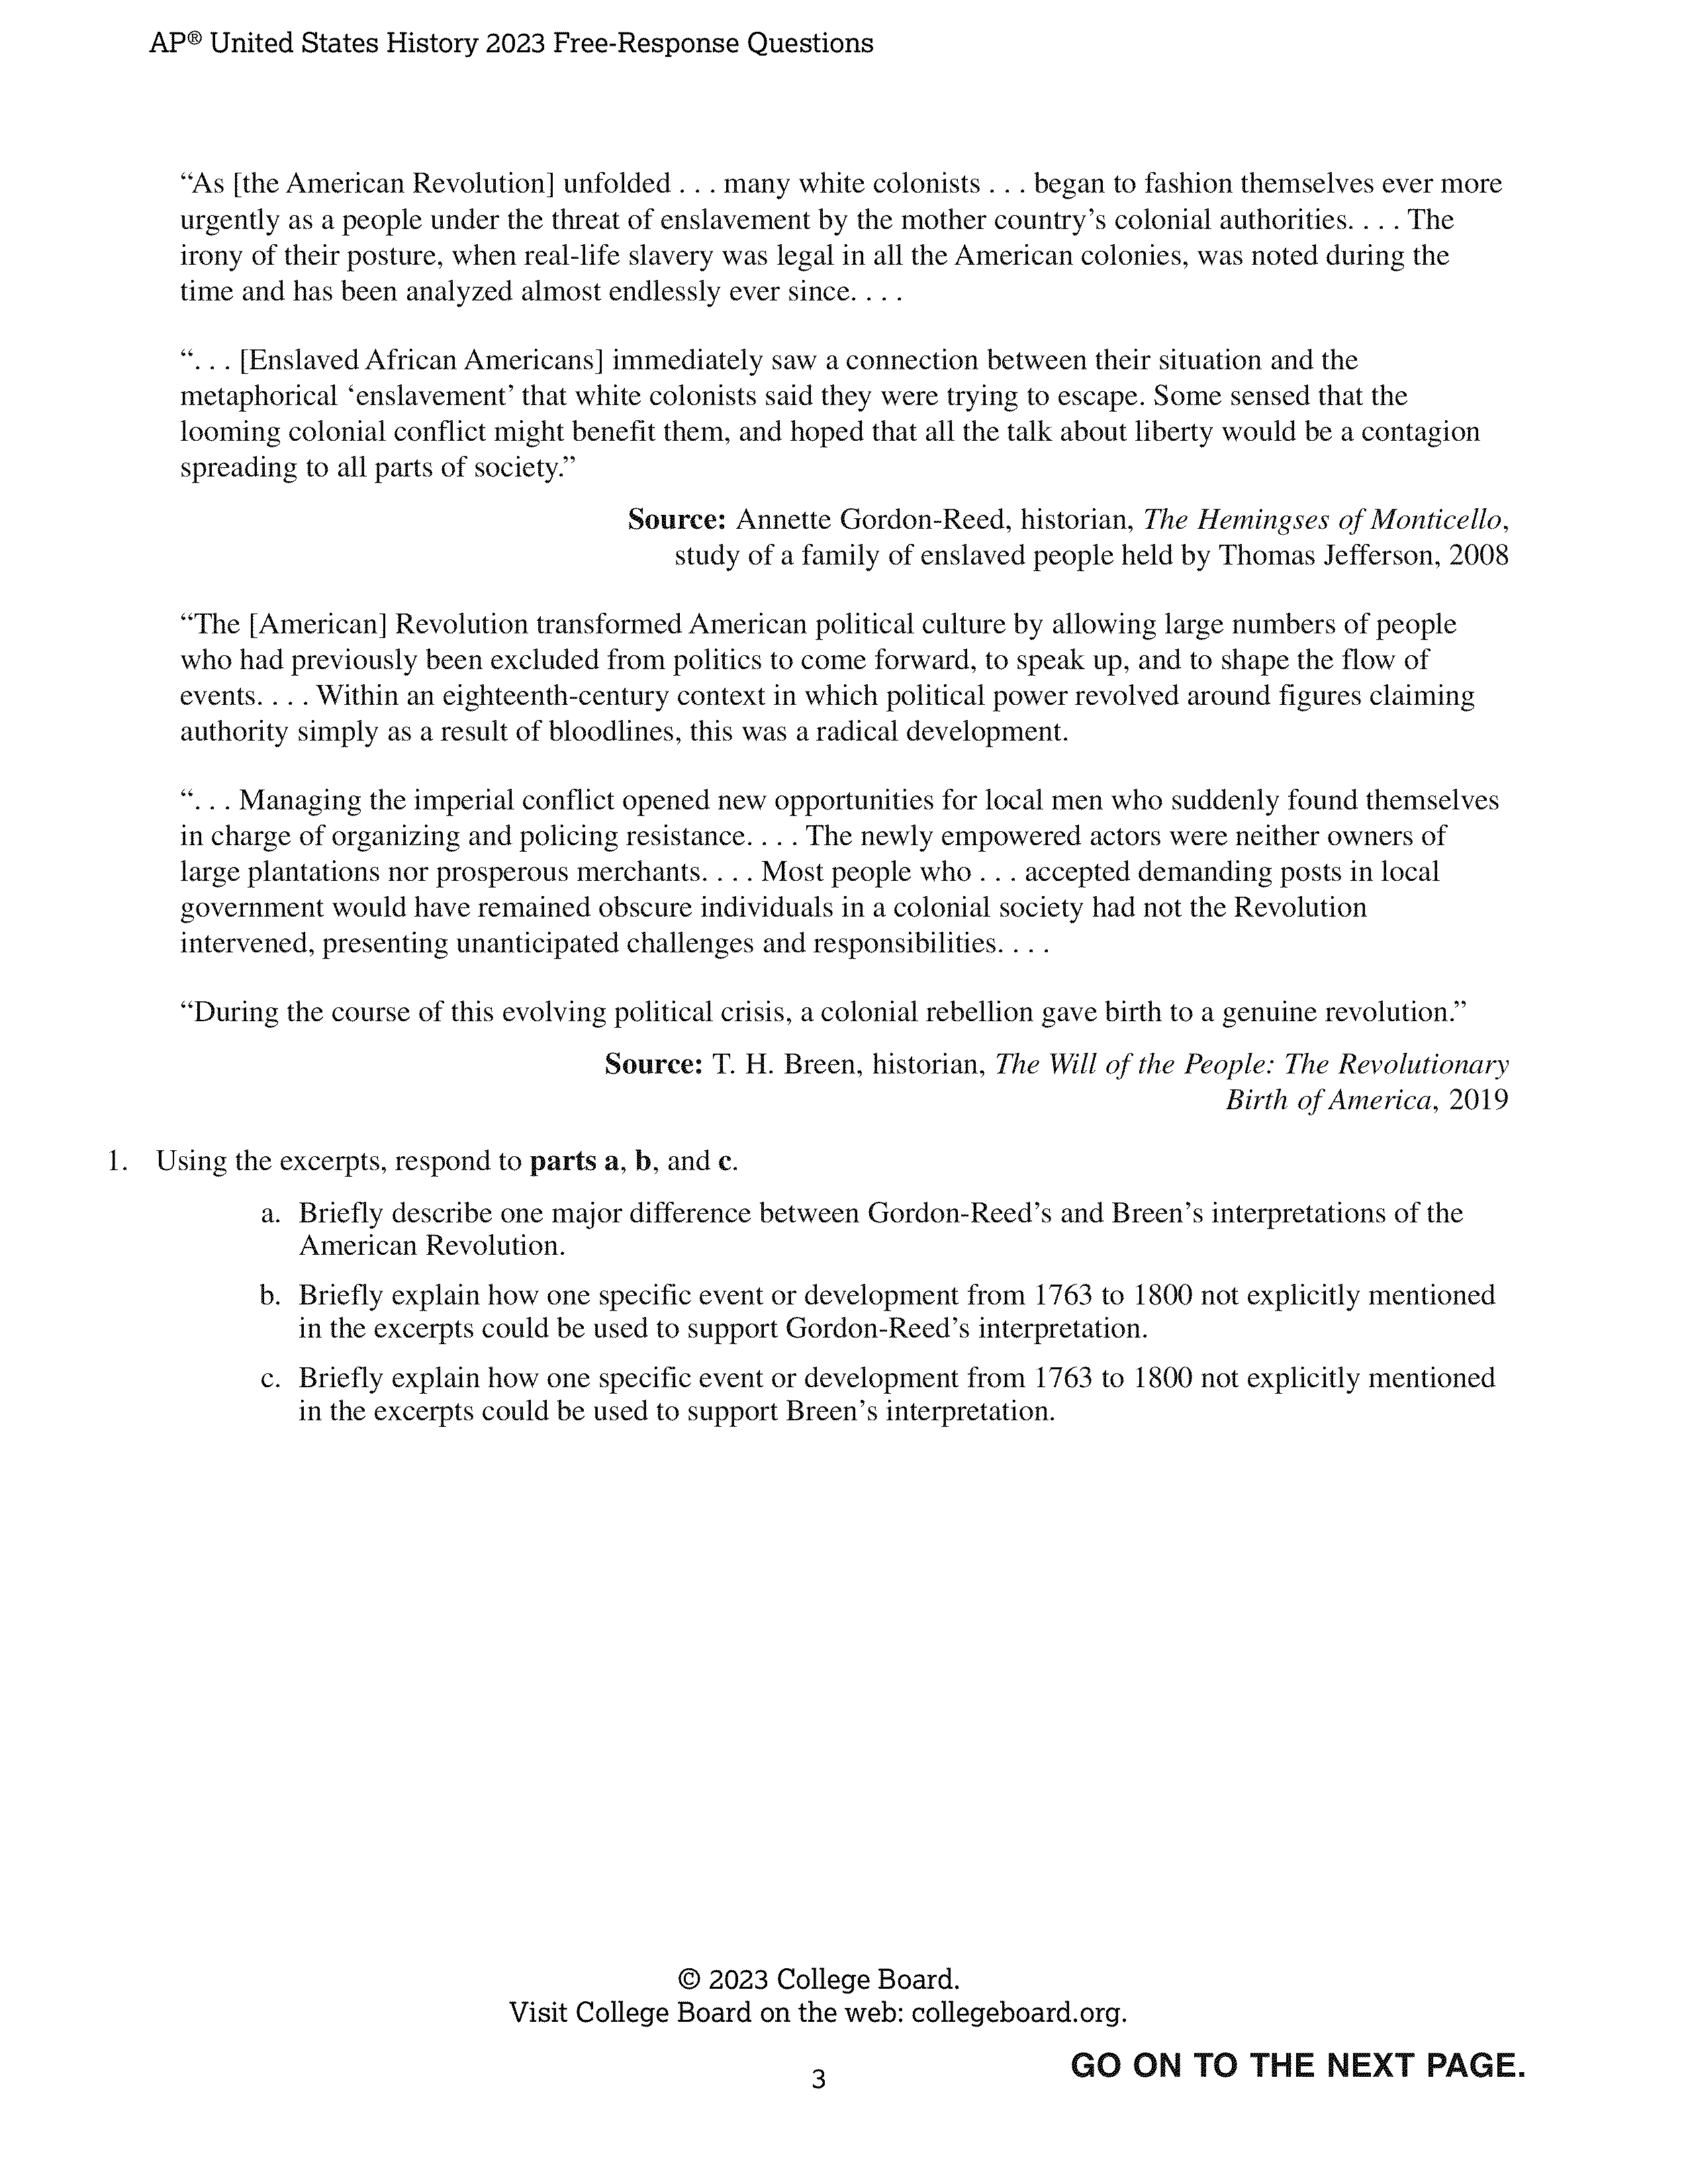 AP® United States History 2023 Free-Response Questions
“As [the American Revolution] unfolded . . . many white colonists . . . began to fashion themselves ever more
urgently as a people under the threat of enslavement by the mother country’s colonial authorities. . . . The
irony of their posture, when real-life slavery was legal in all the American colonies, was noted during the
time and has been analyzed almost endlessly ever since. . . .
“. . . [Enslaved African Americans] immediately saw a connection between their situation and the
metaphorical ‘enslavement’ that white colonists said they were trying to escape. Some sensed that the
looming colonial conflict might benefit them, and hoped that all the talk about liberty would be a contagion
spreading to all parts of society.”
Source: Annette Gordon-Reed, historian, The Hemingses of Monticello,
study of a family of enslaved people held by Thomas Jefferson, 2008
“The [American] Revolution transformed American political culture by allowing large numbers of people
who had previously been excluded from politics to come forward, to speak up, and to shape the flow of
events. . . . Within an eighteenth-century context in which political power revolved around figures claiming
authority simply as a result of bloodlines, this was a radical development.
“. . . Managing the imperial conflict opened new opportunities for local men who suddenly found themselves
in charge of organizing and policing resistance. . . . The newly empowered actors were neither owners of
large plantations nor prosperous merchants. . . . Most people who . . . accepted demanding posts in local
government would have remained obscure individuals in a colonial society had not the Revolution
intervened, presenting unanticipated challenges and responsibilities. . . .
“During the course of this evolving political crisis, a colonial rebellion gave birth to a genuine revolution.”
Source: T. H. Breen, historian, The Will of the People: The Revolutionary
Birth of America, 2019
1. Using the excerpts, respond to parts a, b, and c.
a. Briefly describe one major difference between Gordon-Reed’s and Breen’s interpretations of the
American Revolution.
b. Briefly explain how one specific event or development from 1763 to 1800 not explicitly mentioned
in the excerpts could be used to support Gordon-Reed’s interpretation.
c. Briefly explain how one specific event or development from 1763 to 1800 not explicitly mentioned
in the excerpts could be used to support Breen’s interpretation.
© 2023 College Board.
Visit College Board on the web: collegeboard.org.
GO ON TO THE NEXT PAGE.
3